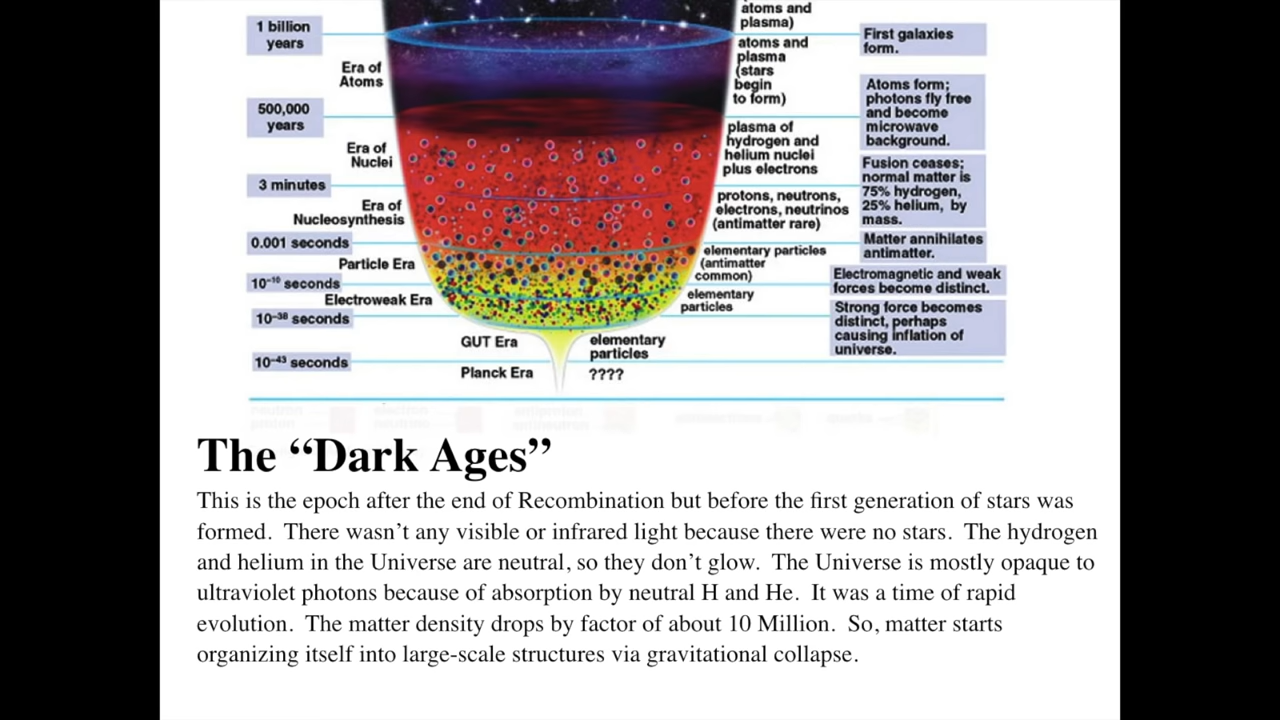 atoms and
plasma)
1 billion
years
First galaxies
form.
atoms and
plasma
(stars
begin
to form)
Era of
Atoms
Atoms form;
photons fly free
and become
microwave
background.
500,000
years
plasma of
hydrogen and
helium nuclei
plus electrons
Era of
Nuclei
Fusion ceases;
normal matter is
75% hydrogen,
25% helium, by
mass.
3 minutes
protons, neutrons,
electrons, neutrinos
(antimatter rare)
Era of
Nucleosynthesis
0.001 seconds
Matter annihilates
antimatter.
elementary particles
(antimatter
common)
Particle Era
Electromagnetic and weak
forces become distinct.
10⁻¹⁰ seconds
Electroweak Era
elementary
particles
Strong force becomes
distinct, perhaps
causing inflation of
universe.
10⁻³⁸ seconds
GUT Era
elementary
particles
10⁻⁴³ seconds
Planck Era
????
The “Dark Ages”
This is the epoch after the end of Recombination but before the first generation of stars was
formed. There wasn’t any visible or infrared light because there were no stars. The hydrogen
and helium in the Universe are neutral, so they don’t glow. The Universe is mostly opaque to
ultraviolet photons because of absorption by neutral H and He. It was a time of rapid
evolution. The matter density drops by factor of about 10 Million. So, matter starts
organizing itself into large-scale structures via gravitational collapse.